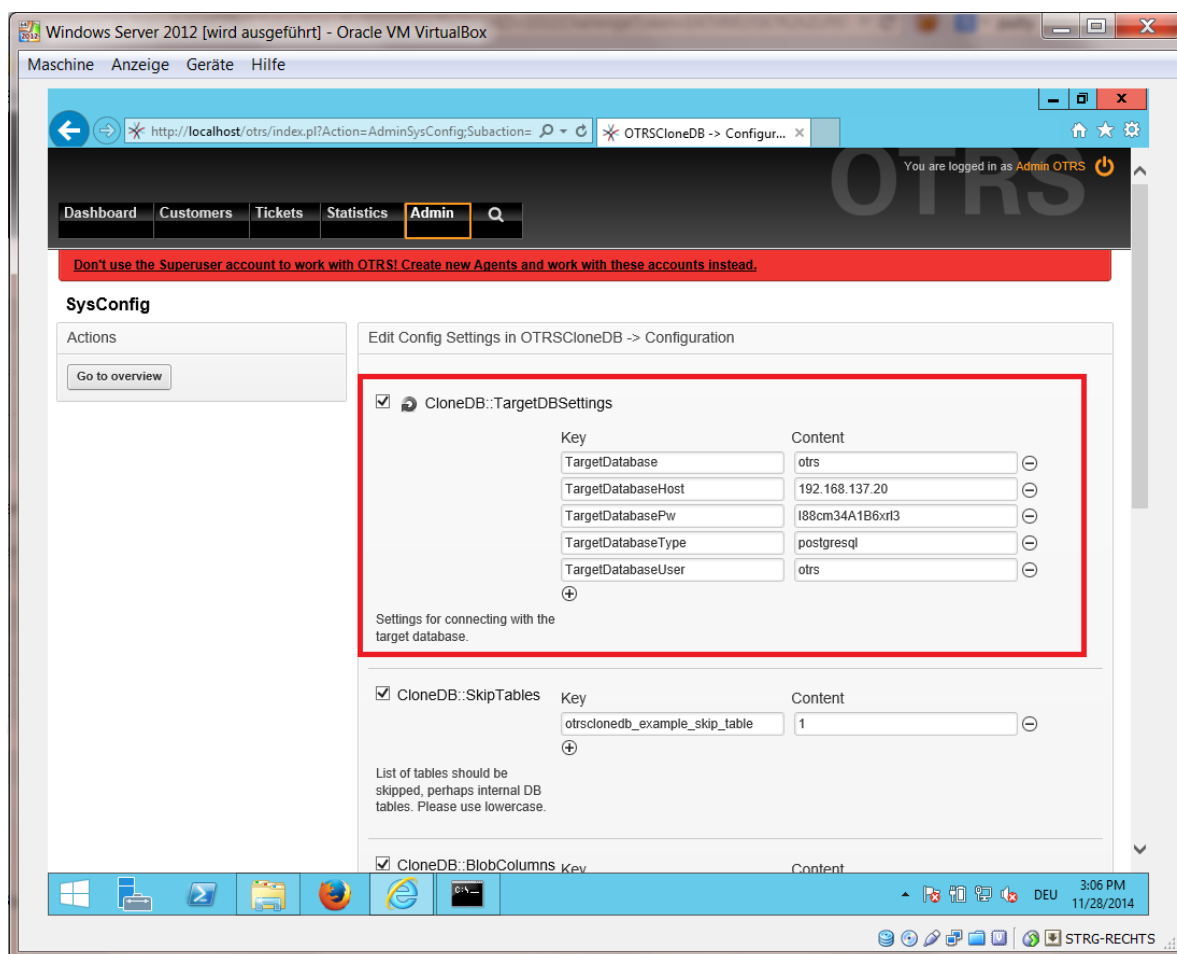 Windows Server 2012 [wird ausgeführt] - Oracle VM VirtualBox
Maschine Anzeige Geräte Hilfe
http://localhost/otrs/index.pl?Action=AdminSysConfig;Subaction=
OTRSCloneDB -> Configur...
OTRS
You are logged in as Admin OTRS
Dashboard Customers Tickets Statistics Admin
Don't use the Superuser account to work with OTRS! Create new Agents and work with these accounts instead.
SysConfig
Actions
Go to overview
Edit Config Settings in OTRSCloneDB -> Configuration
CloneDB::TargetDBSettings
Key Content
TargetDatabase otrs
TargetDatabaseHost 192.168.137.20
TargetDatabasePw I88cm34A1B6xrI3
TargetDatabaseType postgresql
TargetDatabaseUser otrs
Settings for connecting with the
target database.
CloneDB::SkipTables Key Content
otrsclonedb_example_skip_table 1
List of tables should be
skipped, perhaps internal DB
tables. Please use lowercase.
CloneDB::BlobColumns Key Content
DEU
3:06 PM
11/28/2014
STRG-RECHTS